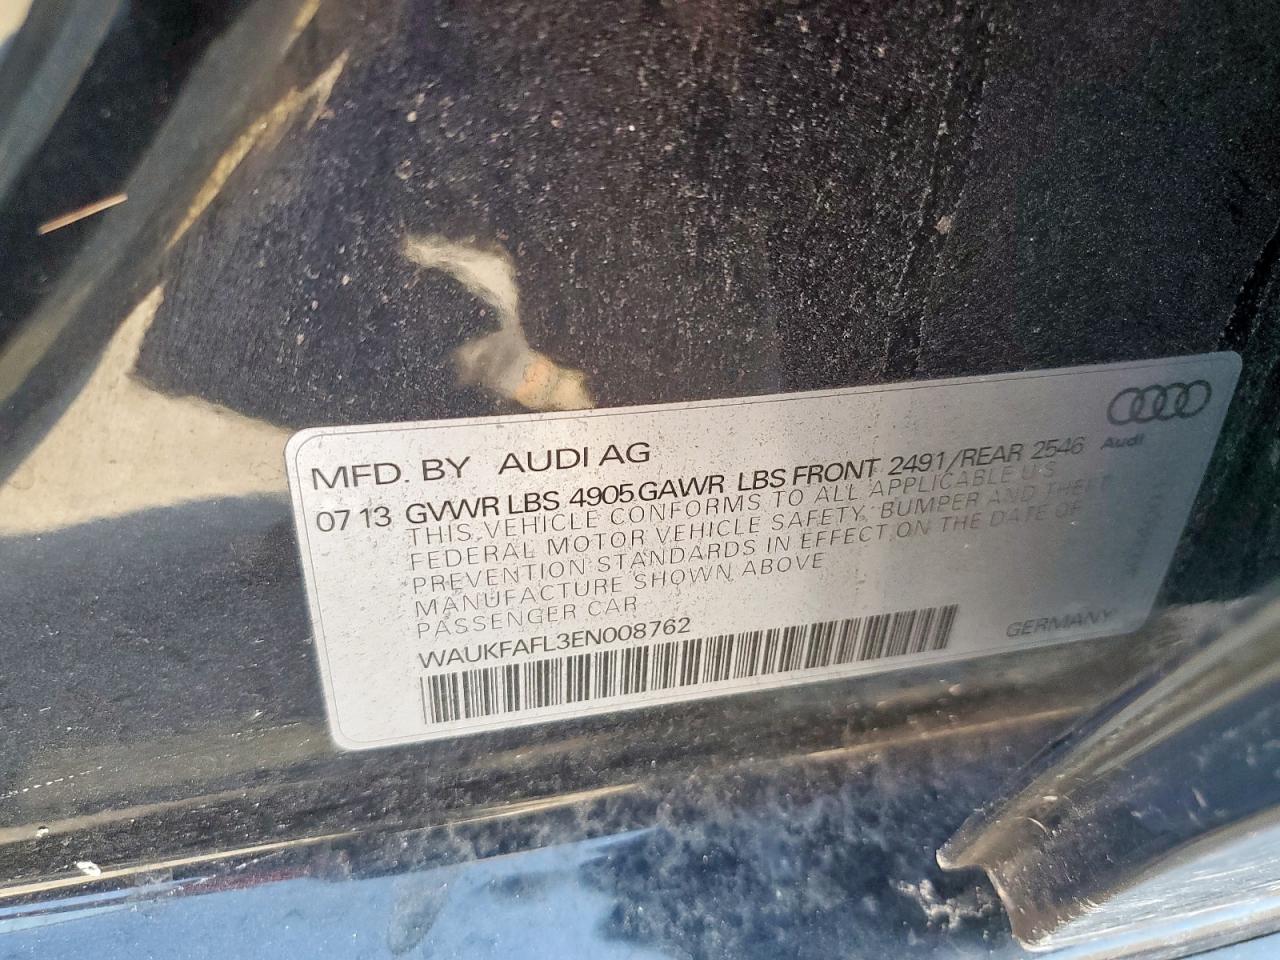 MFD. BY AUDI AG
07 13 GVWR LBS 4905 GAWR LBS FRONT 2491/REAR 2546
Audi
THIS VEHICLE CONFORMS TO ALL APPLICABLE U.S
FEDERAL MOTOR VEHICLE SAFETY, BUMPER AND THEFT
PREVENTION STANDARDS IN EFFECT ON THE DATE OF
MANUFACTURE SHOWN ABOVE
PASSENGER CAR
WAUKFAFL3EN008762
GERMANY